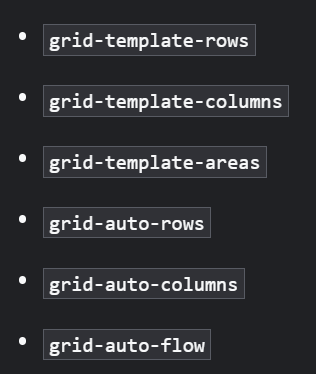 grid-template-rows
grid-template-columns
grid-template-areas
grid-auto-rows
grid-auto-columns
grid-auto-flow